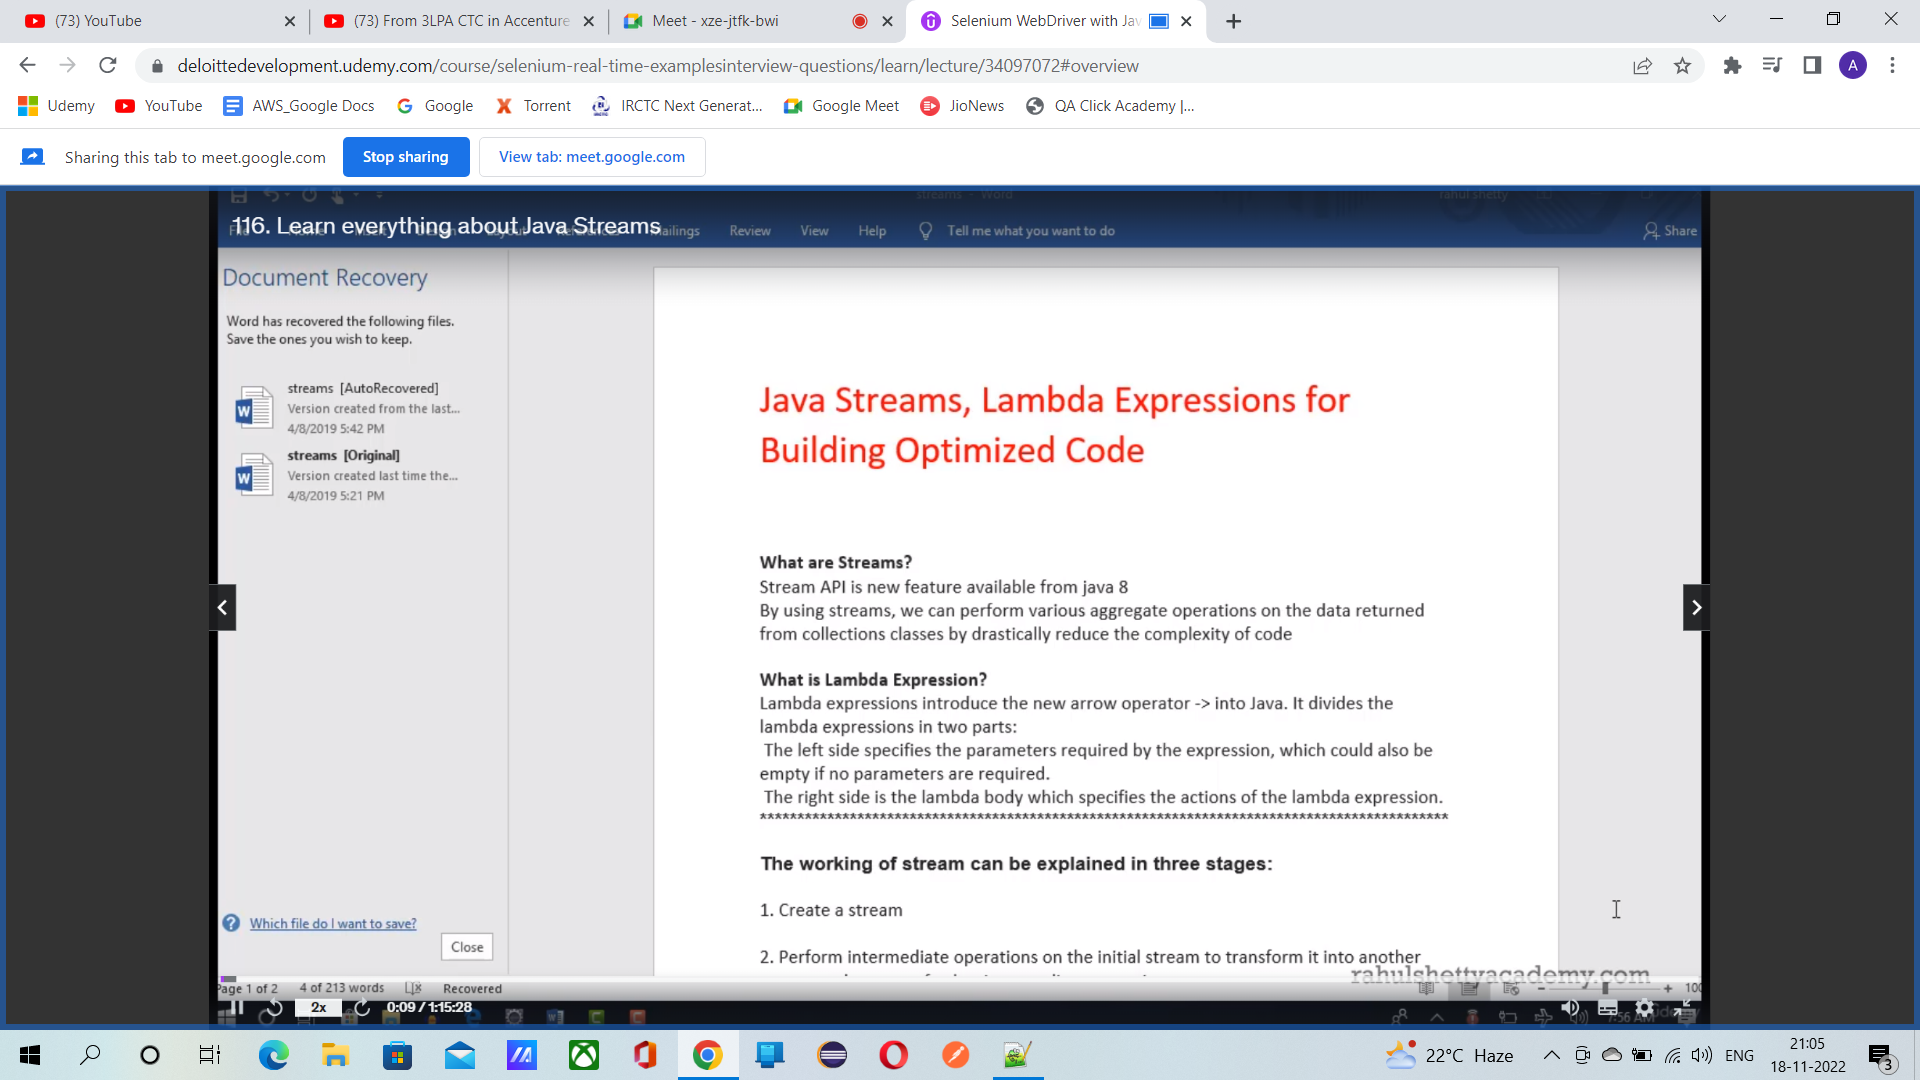 (73) YouTube
(73) From 3LPA CTC in Accenture
Meet - xze-jtfk-bwi
Selenium WebDriver with Jav
deloittedevelopment.udemy.com/course/selenium-real-time-examplesinterview-questions/learn/lecture/34097072#overview
A
Udemy
YouTube
AWS_Google Docs
Google
Torrent
IRCTC Next Generat...
Google Meet
JioNews
QA Click Academy |...
Sharing this tab to meet.google.com
Stop sharing
View tab: meet.google.com
streams - Word
rahul shetty
116. Learn everything about Java Streams
Mailings
Review
View
Help
Tell me what you want to do
Share
Document Recovery
Word has recovered the following files.
Save the ones you wish to keep.
streams [AutoRecovered]
Version created from the last...
4/8/2019 5:42 PM
streams [Original]
Version created last time the...
4/8/2019 5:21 PM
Which file do I want to save?
Close
Java Streams, Lambda Expressions for
Building Optimized Code
What are Streams?
Stream API is new feature available from java 8
By using streams, we can perform various aggregate operations on the data returned
from collections classes by drastically reduce the complexity of code
What is Lambda Expression?
Lambda expressions introduce the new arrow operator -> into Java. It divides the
lambda expressions in two parts:
The left side specifies the parameters required by the expression, which could also be
empty if no parameters are required.
The right side is the lambda body which specifies the actions of the lambda expression.
The working of stream can be explained in three stages:
1. Create a stream
2. Perform intermediate operations on the initial stream to transform it into another
rahulshettyacademy.com
Page 1 of 2
4 of 213 words
Recovered
100
2x
0:09 / 1:15:28
7:56 AM
22°C Haze
ENG
21:05
18-11-2022
3